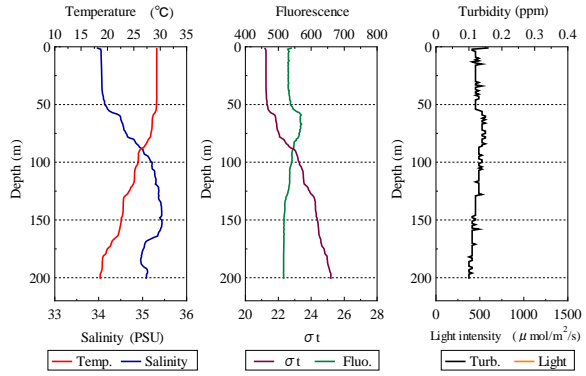 Temperature (℃)
10 15 20 25 30 35
0
50
100
150
200
Depth (m)
33 34 35 36
Salinity (PSU)
Temp. Salinity
Fluorescence
400 500 600 700 800
0
50
100
150
200
Depth (m)
20 22 24 26 28
σt
σt Fluo.
Turbidity (ppm)
0 0.1 0.2 0.3 0.4
0
50
100
150
200
Depth (m)
0 500 1000 1500
Light intensity (μ mol/m²/s)
Turb. Light